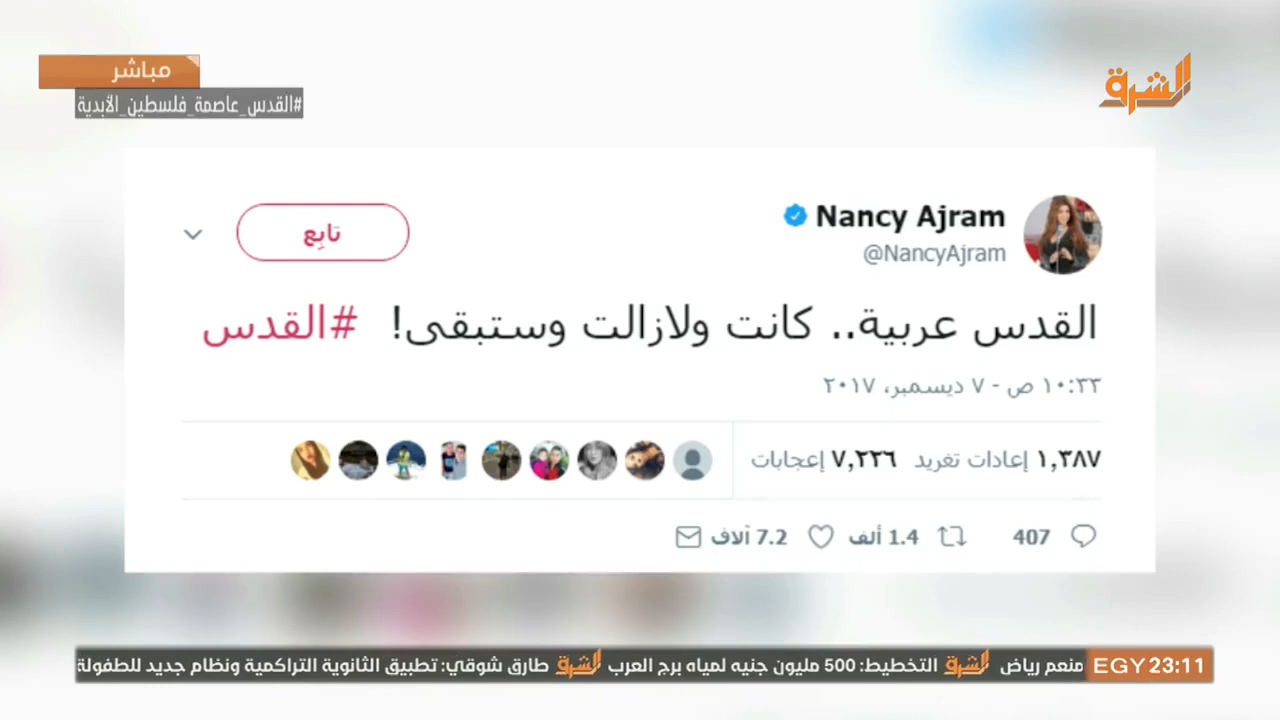 مباشر
#القدس_عاصمة_فلسطين_الأبدية
الشرق
Nancy Ajram
@NancyAjram
تابِع
القدس عربية.. كانت ولازالت وستبقى! #القدس
١٠:٣٣ ص - ٧ ديسمبر، ٢٠١٧
١,٣٨٧ إعادات تغريد ٧,٢٢٦ إعجابات
407 1.4 ألف 7.2 آلاف
EGY 23:11 منعم رياض الشرق التخطيط: 500 مليون جنيه لمياه برج العرب الشرق طارق شوقي: تطبيق الثانوية التراكمية ونظام جديد للطفولة